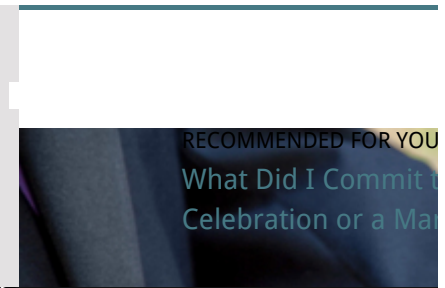 RECOMMENDED FOR YOU
What Did I Commit
Celebration or a